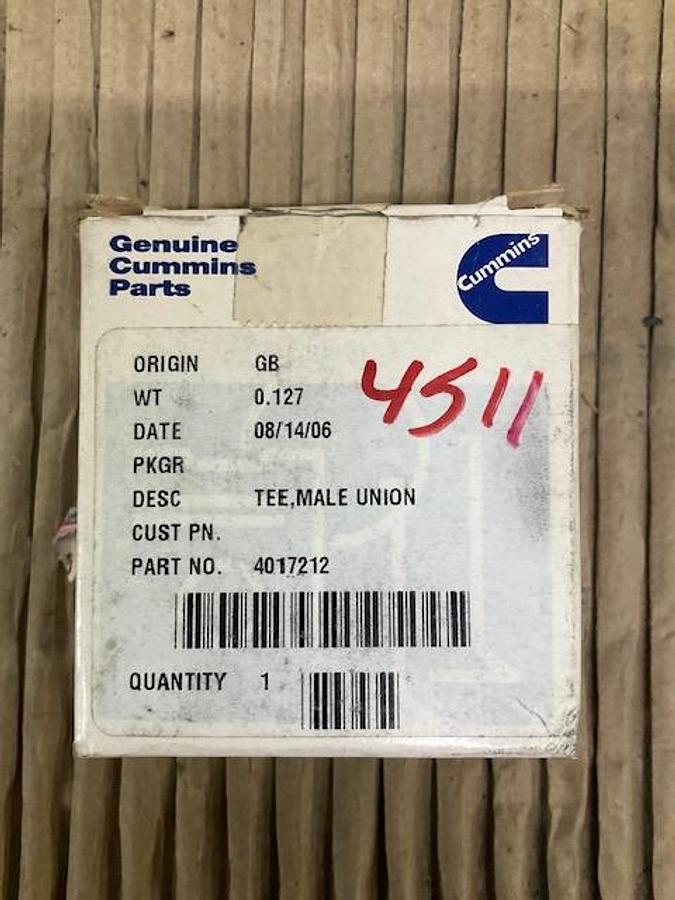 Genuine
Cummins
Parts
Cummins
ORIGIN GB
WT 0.127
4511
DATE 08/14/06
PKGR
DESC TEE,MALE UNION
CUST PN.
PART NO. 4017212
QUANTITY 1